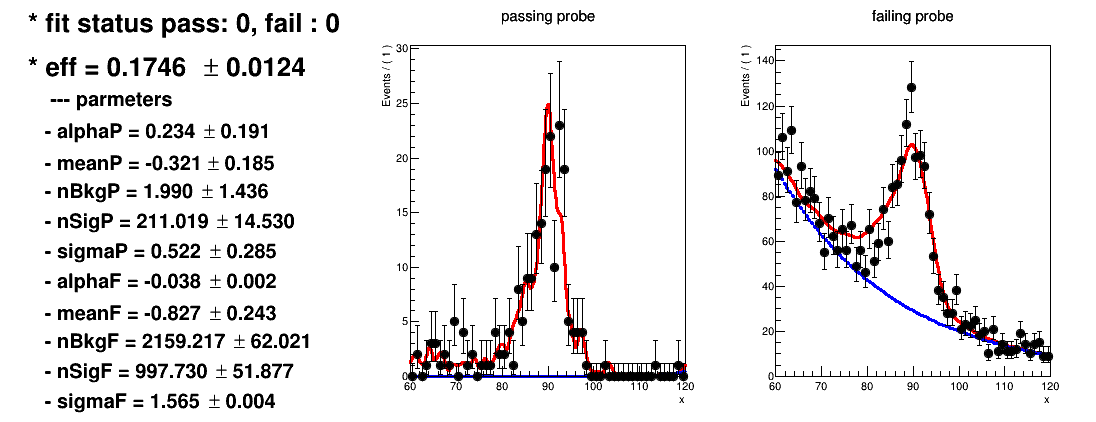 * fit status pass: 0, fail : 0
* eff = 0.1746 ± 0.0124
--- parmeters
- alphaP = 0.234 ± 0.191
- meanP = -0.321 ± 0.185
- nBkgP = 1.990 ± 1.436
- nSigP = 211.019 ± 14.530
- sigmaP = 0.522 ± 0.285
- alphaF = -0.038 ± 0.002
- meanF = -0.827 ± 0.243
- nBkgF = 2159.217 ± 62.021
- nSigF = 997.730 ± 51.877
- sigmaF = 1.565 ± 0.004
passing probe
Events / ( 1 )
30
25
20
15
10
5
0
60 70 80 90 100 110 120
x
failing probe
Events / ( 1 )
140
120
100
80
60
40
20
0
60 70 80 90 100 110 120
x